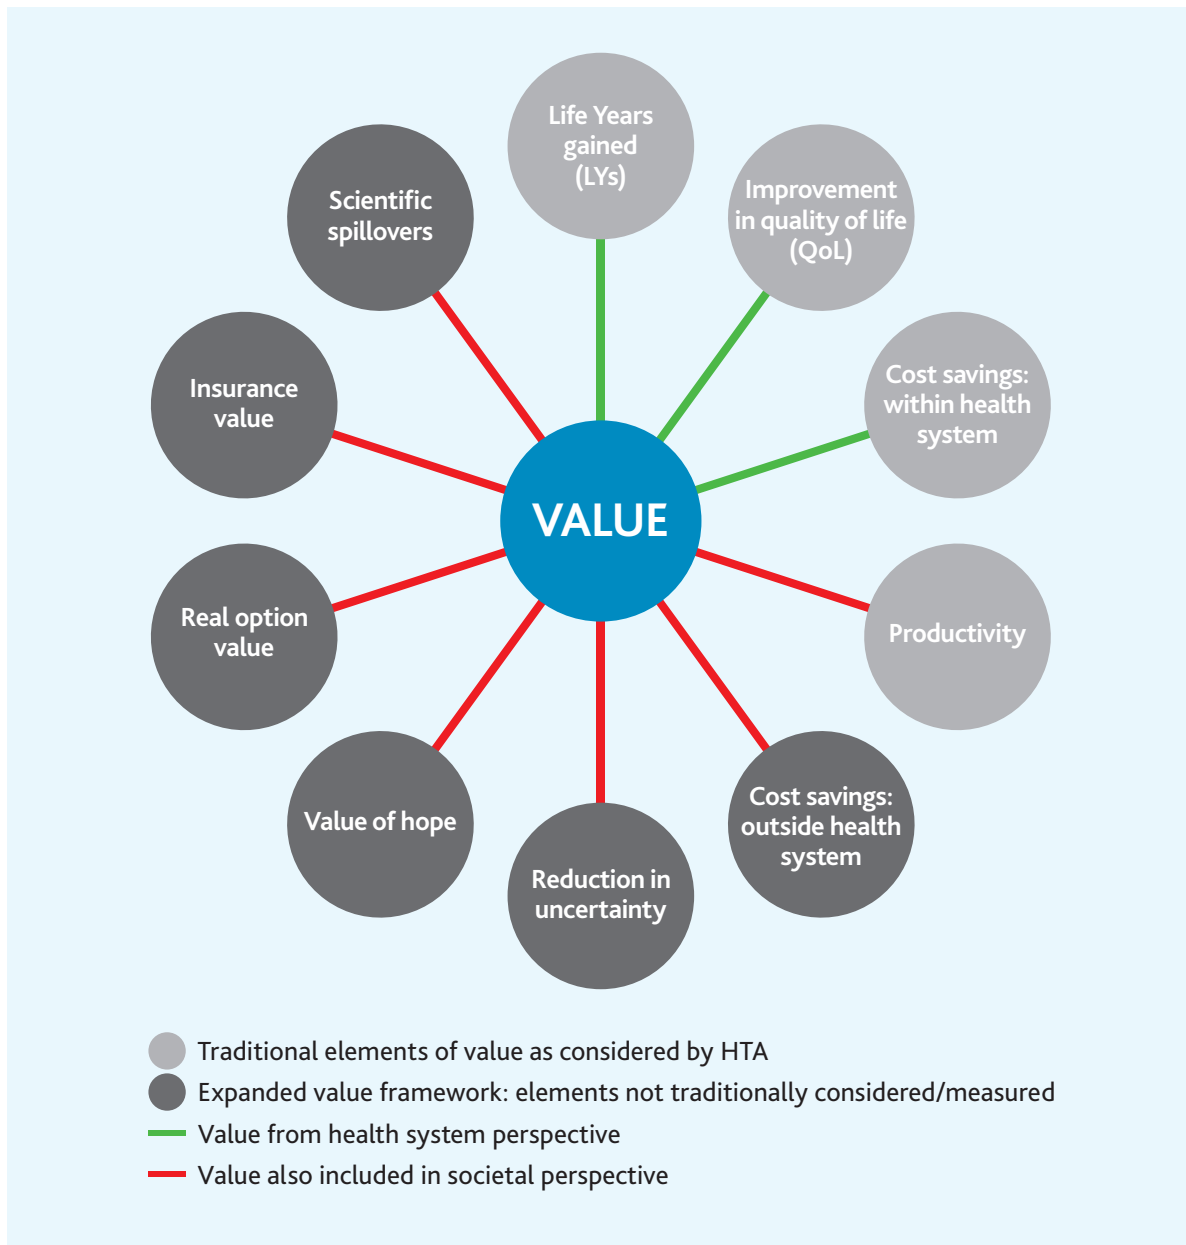 Life Years
gained
(LYs)
Improvement
in quality of life
(QoL)
Cost savings:
within health
system
Productivity
Cost savings:
outside health
system
Reduction in
uncertainty
Value of hope
Real option
value
Insurance
value
Scientific
spillovers
VALUE
Traditional elements of value as considered by HTA
Expanded value framework: elements not traditionally considered/measured
Value from health system perspective
Value also included in societal perspective